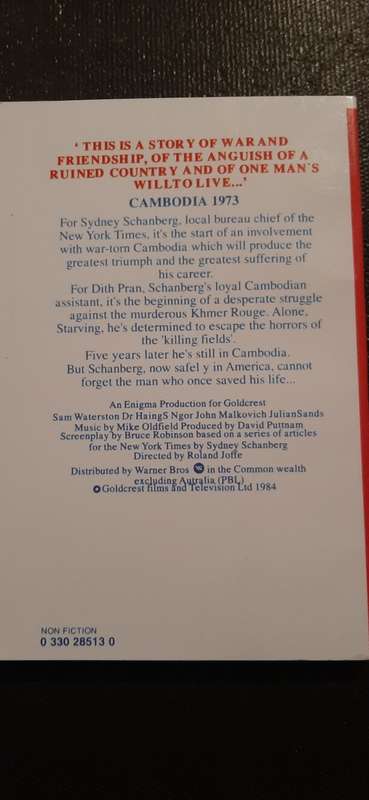 ‘ THIS IS A STORY OF WAR AND
FRIENDSHIP, OF THE ANGUISH OF A
RUINED COUNTRY AND OF ONE MAN'S
WILLTO LIVE...’
CAMBODIA 1973
For Sydney Schanberg, local bureau chief of the
New York Times, it's the start of an involvement
with war-torn Cambodia which will produce the
greatest triumph and the greatest suffering of
his career.
For Dith Pran, Schanberg's loyal Cambodian
assistant, it's the beginning of a desperate struggle
against the murderous Khmer Rouge. Alone,
Starving, he's determined to escape the horrors of
the 'killing fields'.
Five years later he's still in Cambodia.
But Schanberg, now safel y in America, cannot
forget the man who once saved his life...
An Enigma Production for Goldcrest
Sam Waterston Dr HaingS Ngor John Malkovich JulianSands
Music by Mike Oldfield Produced by David Puttnam
Screenplay by Bruce Robinson based on a series of articles
for the New York Times by Sydney Schanberg
Directed by Roland Joffe
Distributed by Warner Bros in the Common wealth
excluding Autralia (PBL)
Goldcrest films and Television Ltd 1984
NON FICTION
0 330 28513 0